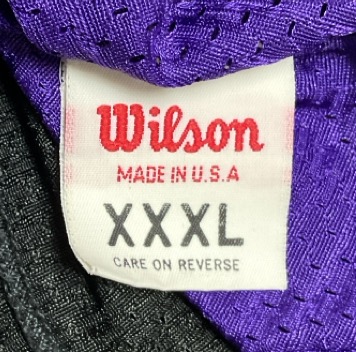 Wilson
MADE IN U.S.A
XXXL
CARE ON REVERSE